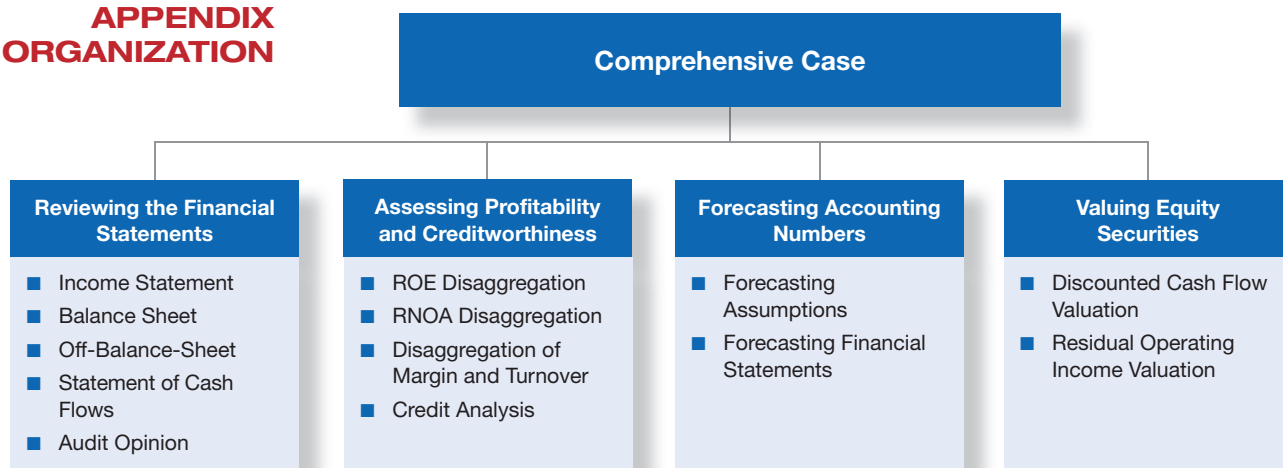 APPENDIX
ORGANIZATION
Comprehensive Case
Reviewing the Financial
Statements
■ Income Statement
■ Balance Sheet
■ Off-Balance-Sheet
■ Statement of Cash
Flows
■ Audit Opinion
Assessing Profitability
and Creditworthiness
■ ROE Disaggregation
■ RNOA Disaggregation
■ Disaggregation of
Margin and Turnover
■ Credit Analysis
Forecasting Accounting
Numbers
■ Forecasting
Assumptions
■ Forecasting Financial
Statements
Valuing Equity
Securities
■ Discounted Cash Flow
Valuation
■ Residual Operating
Income Valuation